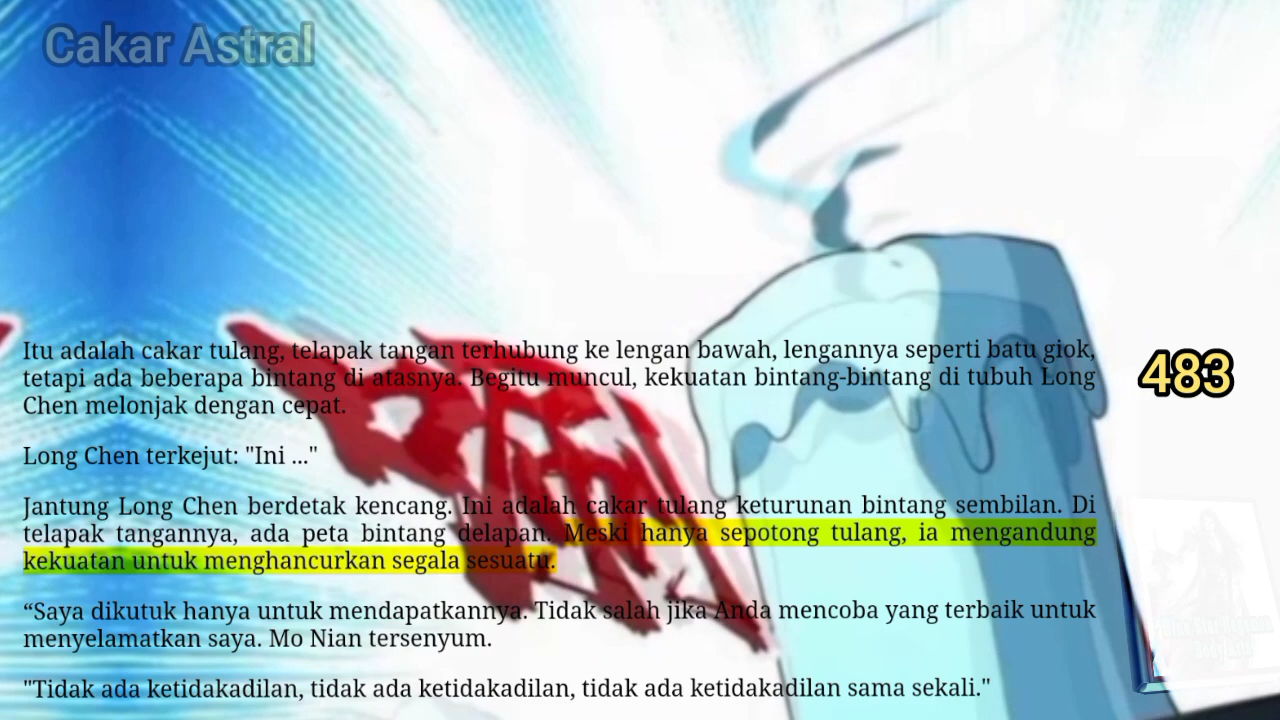 Cakar Astral
Itu adalah cakar tulang, telapak tangan terhubung ke lengan bawah, lengannya seperti batu giok,
tetapi ada beberapa bintang di atasnya. Begitu muncul, kekuatan bintang-bintang di tubuh Long
Chen melonjak dengan cepat.
483
Long Chen terkejut: "Ini ..."
Jantung Long Chen berdetak kencang. Ini adalah cakar tulang keturunan bintang sembilan. Di
telapak tangannya, ada peta bintang delapan. Meski hanya sepotong tulang, ia mengandung
kekuatan untuk menghancurkan segala sesuatu.
“Saya dikutuk hanya untuk mendapatkannya. Tidak salah jika Anda mencoba yang terbaik untuk
menyelamatkan saya. Mo Nian tersenyum.
"Tidak ada ketidakadilan, tidak ada ketidakadilan, tidak ada ketidakadilan sama sekali."